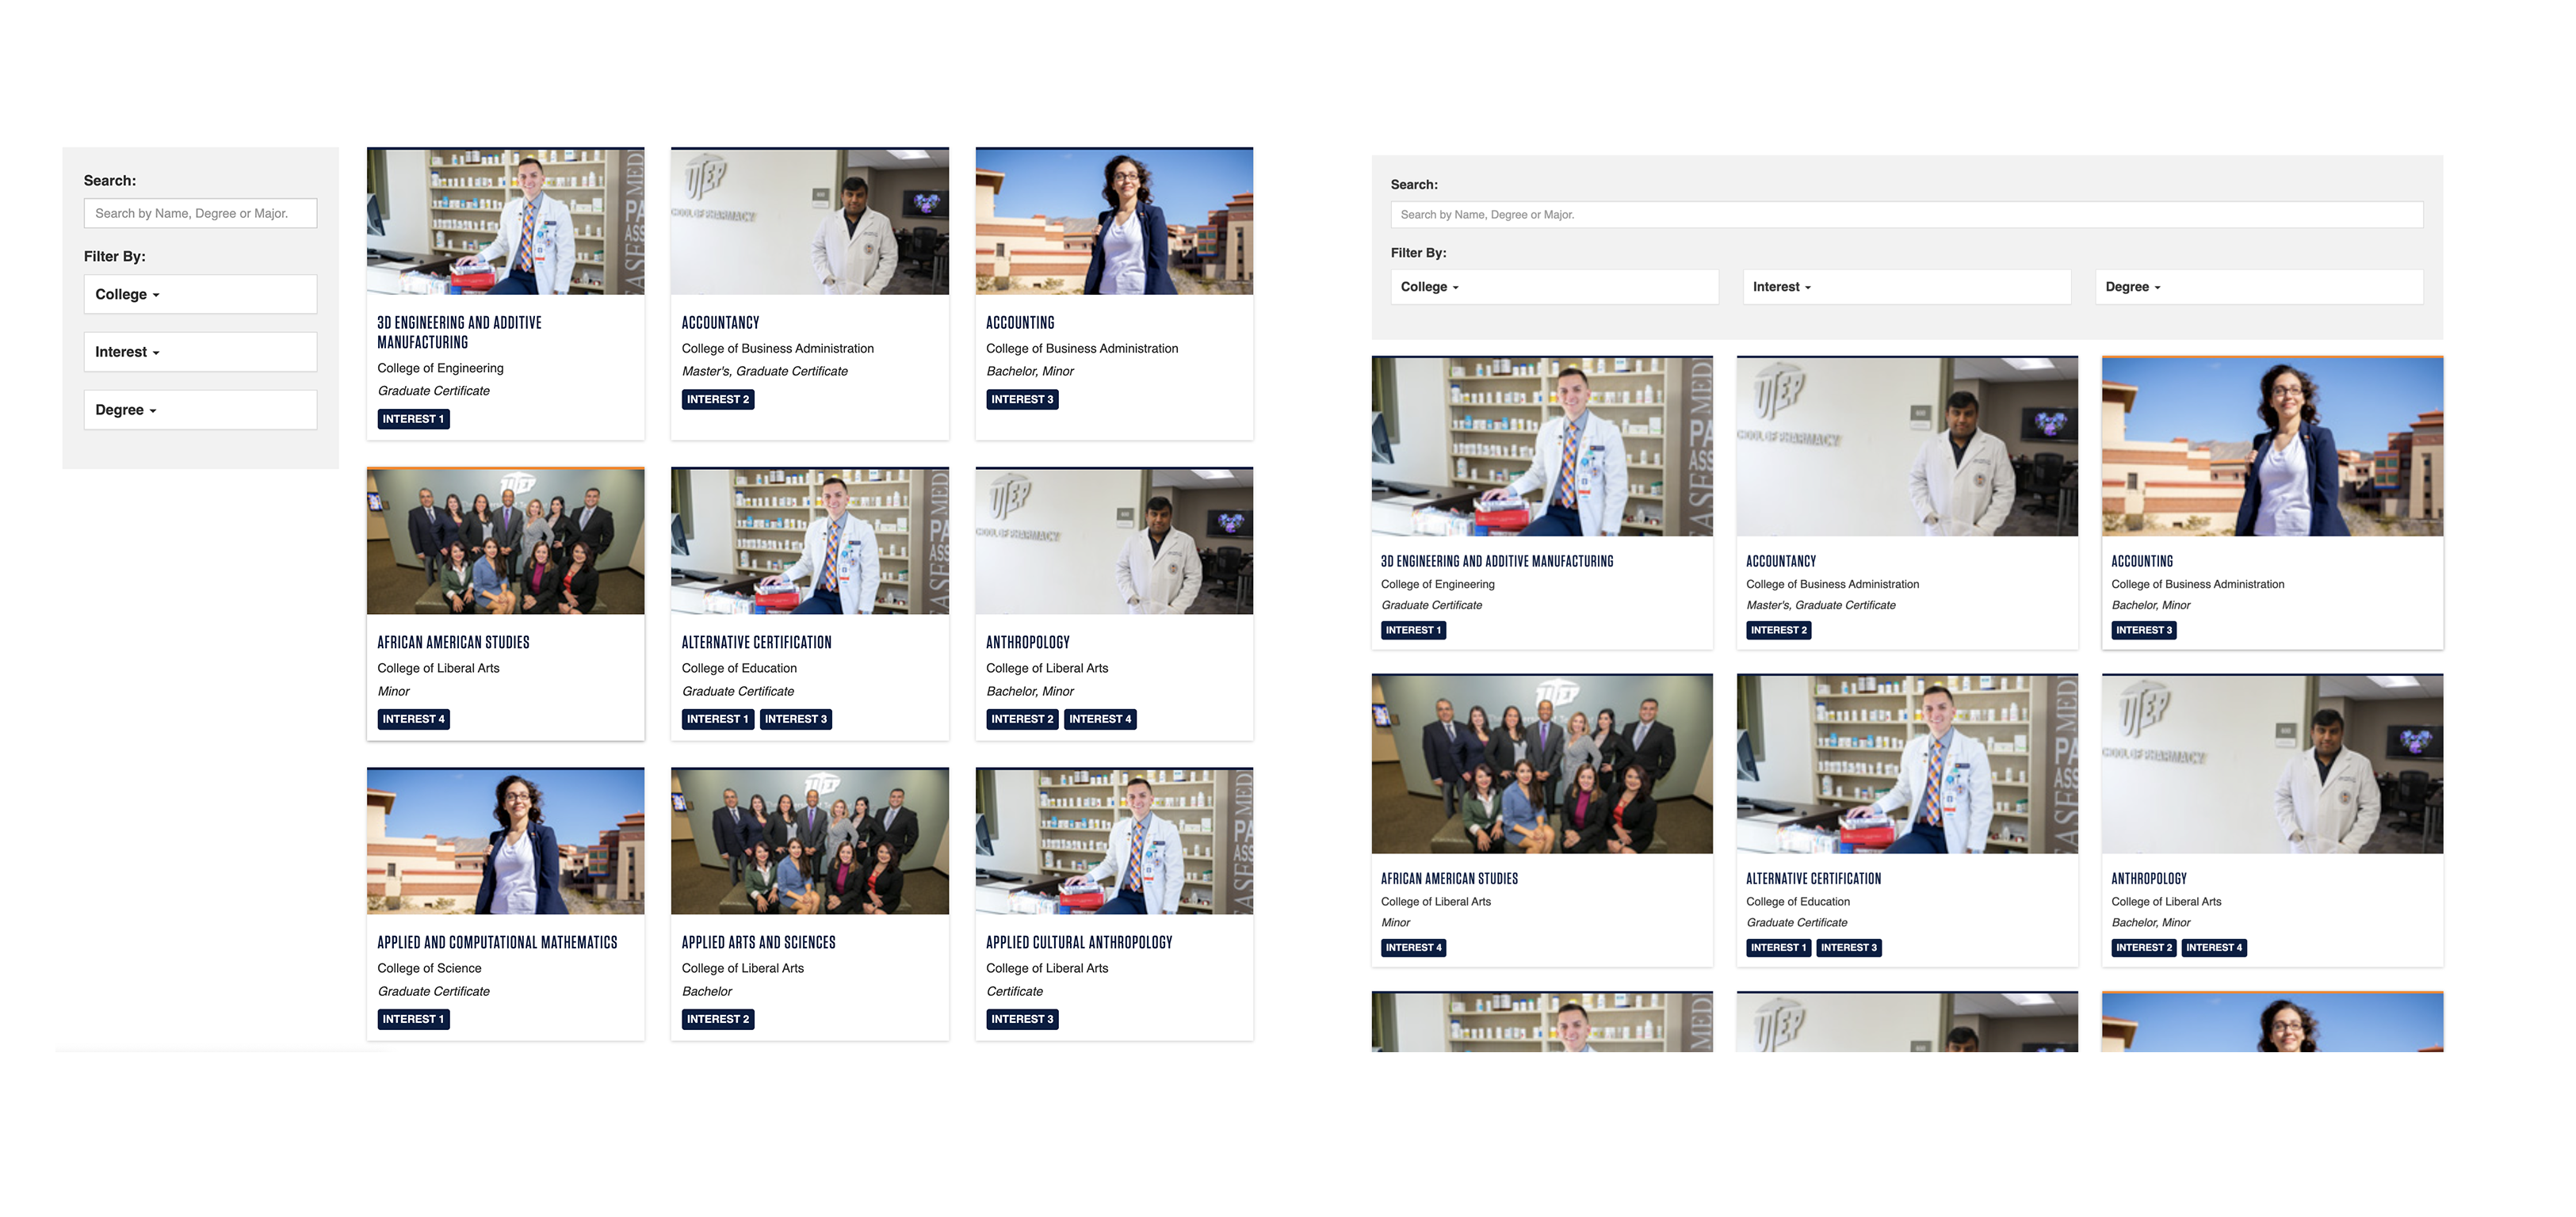 Search:
Search by Name, Degree or Major.
Filter By:
College
Interest
Degree
UTEP
3D ENGINEERING AND ADDITIVE
MANUFACTURING
College of Engineering
Graduate Certificate
INTEREST 1
ACCOUNTANCY
College of Business Administration
Master's, Graduate Certificate
INTEREST 2
ACCOUNTING
College of Business Administration
Bachelor, Minor
INTEREST 3
AFRICAN AMERICAN STUDIES
College of Liberal Arts
Minor
INTEREST 4
ALTERNATIVE CERTIFICATION
College of Education
Graduate Certificate
INTEREST 1 INTEREST 3
ANTHROPOLOGY
College of Liberal Arts
Bachelor, Minor
INTEREST 2 INTEREST 4
APPLIED AND COMPUTATIONAL MATHEMATICS
College of Science
Graduate Certificate
INTEREST 1
APPLIED ARTS AND SCIENCES
College of Liberal Arts
Bachelor
INTEREST 2
APPLIED CULTURAL ANTHROPOLOGY
College of Liberal Arts
Certificate
INTEREST 3
Search:
Search by Name, Degree or Major.
Filter By:
College
Interest
Degree
UTEP
OF PHARMACY
3D ENGINEERING AND ADDITIVE MANUFACTURING
College of Engineering
Graduate Certificate
INTEREST 1
ACCOUNTANCY
College of Business Administration
Master's, Graduate Certificate
INTEREST 2
ACCOUNTING
College of Business Administration
Bachelor, Minor
INTEREST 3
AFRICAN AMERICAN STUDIES
College of Liberal Arts
Minor
INTEREST 4
ALTERNATIVE CERTIFICATION
College of Education
Graduate Certificate
INTEREST 1 INTEREST 3
ANTHROPOLOGY
College of Liberal Arts
Bachelor, Minor
INTEREST 2 INTEREST 4